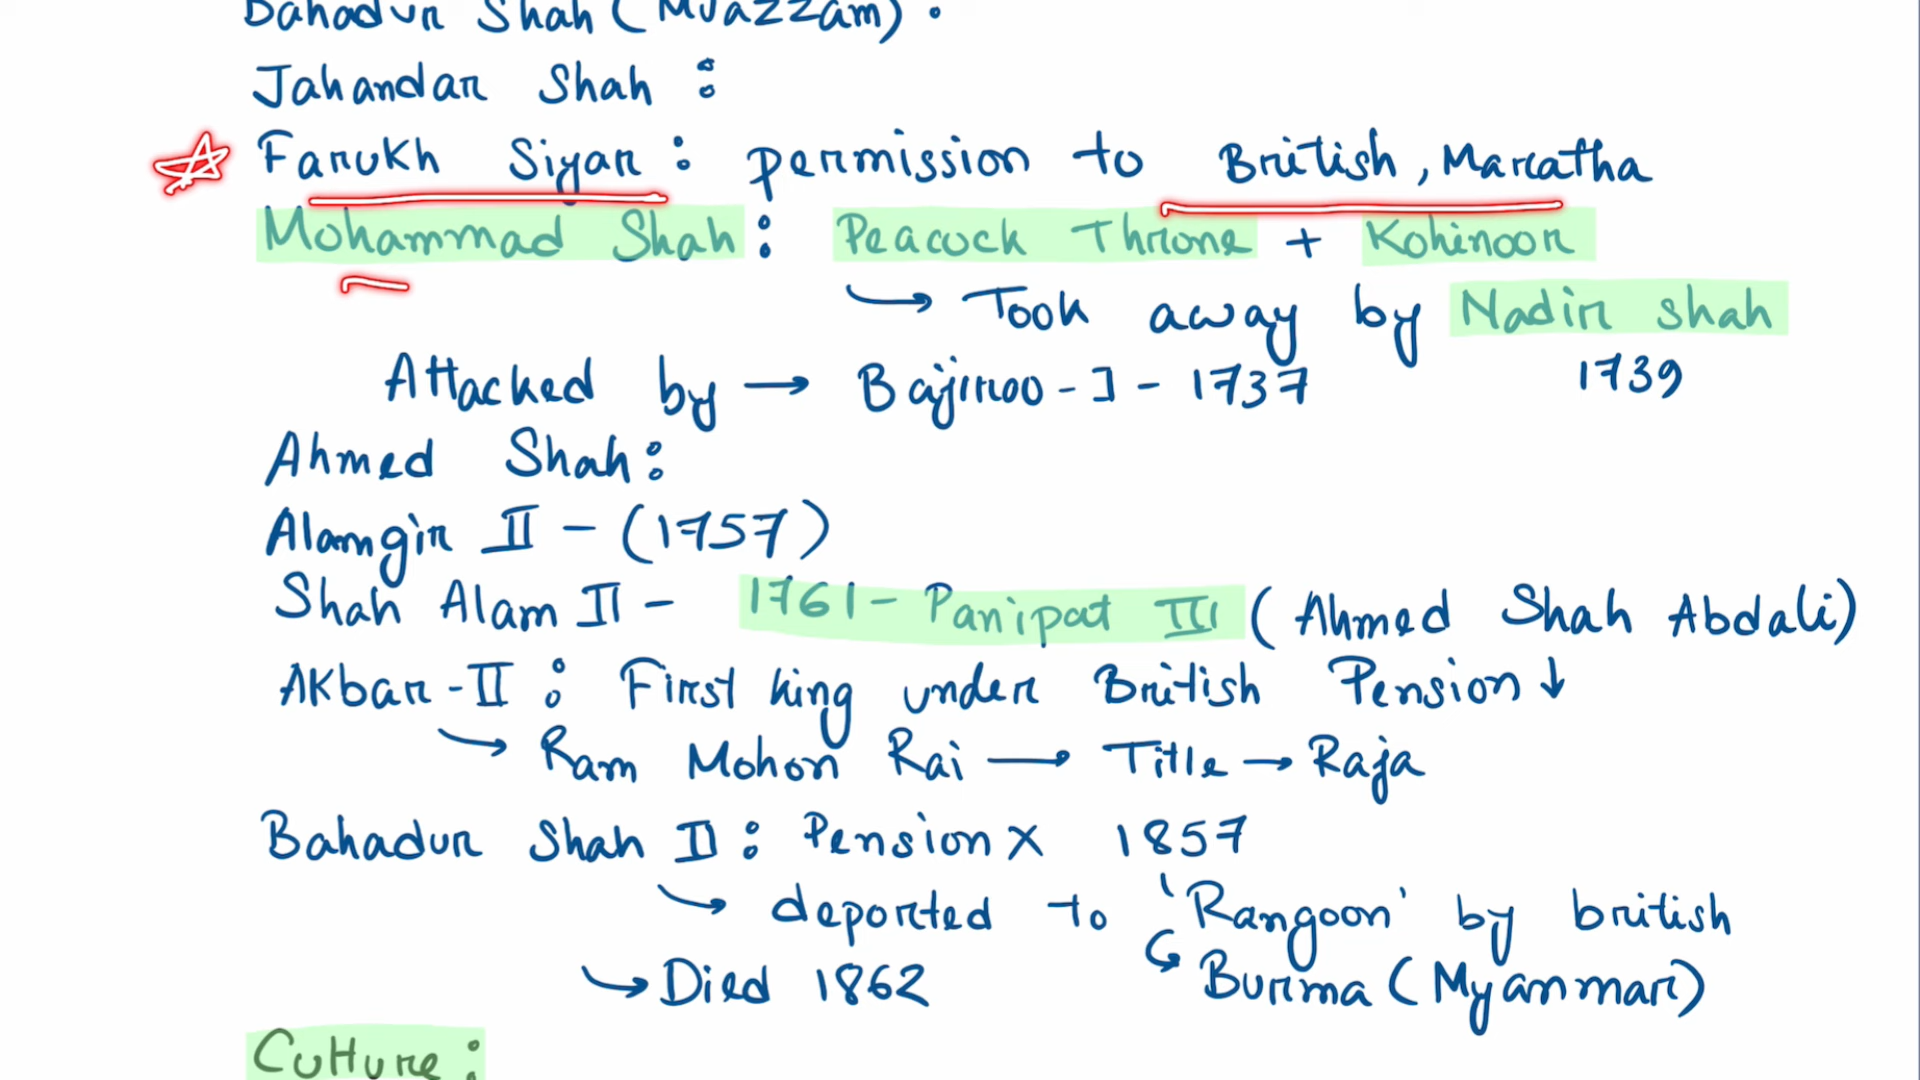 Bahadur Shah (Muazzam) :
Jahandar Shah :
Farukh Siyar : permission to British, Maratha
Mohammad Shah : Peacock Throne + Kohinoor
→ Took away by Nadir shah
1739
Attacked by → Bajiroo - I - 1737
Ahmed Shah :
Alamgir II - (1757)
Shah Alam II - 1761 - Panipat III (Ahmed Shah Abdali)
Akbar - II : First king under British Pension ↓
→ Ram Mohon Rai → Title → Raja
Bahadur Shah II : Pension X 1857
→ deported to 'Rangoon' by british
→ Died 1862 → Burma (Myanmar)
Culture :